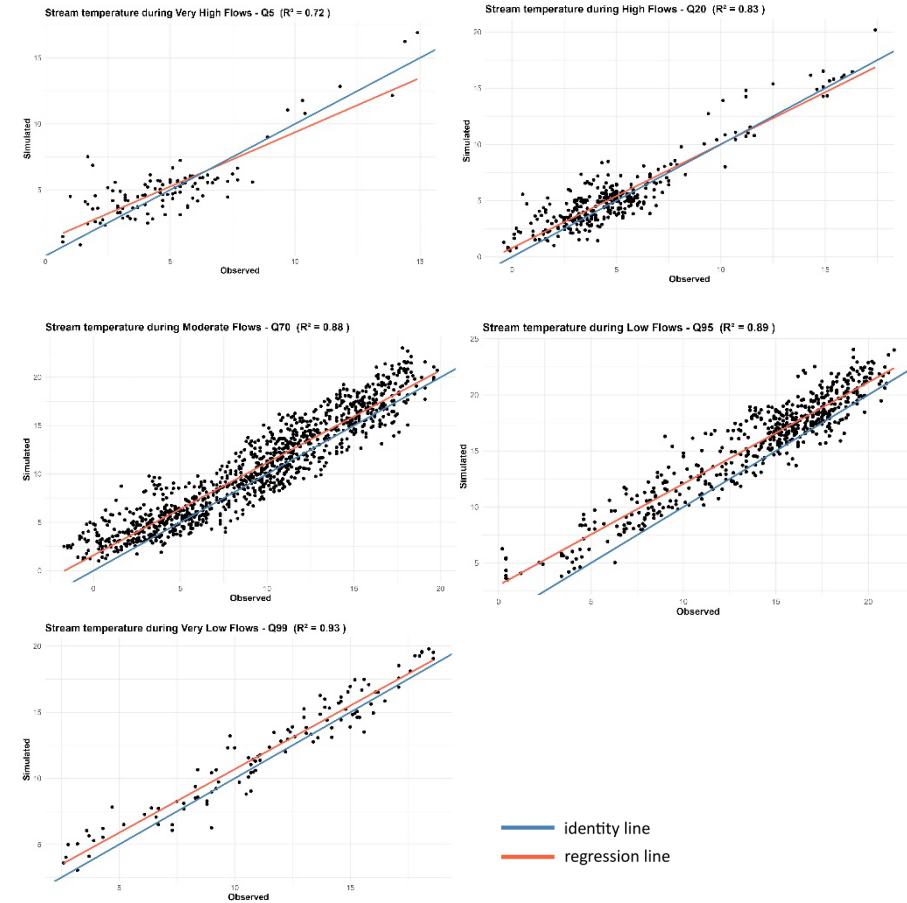 Stream temperature during Very High Flows - Q5 (R² = 0.72 )
15
10
5
0
5
10
15
Simulated
Observed
Stream temperature during High Flows - Q20 (R² = 0.83 )
20
15
10
5
0
0
5
10
15
Simulated
Observed
Stream temperature during Moderate Flows - Q70 (R² = 0.88 )
20
15
10
5
0
0
5
10
15
20
Simulated
Observed
Stream temperature during Low Flows - Q95 (R² = 0.89 )
25
20
15
10
5
0
5
10
15
20
Simulated
Observed
Stream temperature during Very Low Flows - Q99 (R² = 0.93 )
20
15
10
5
5
10
15
Simulated
Observed
identity line
regression line